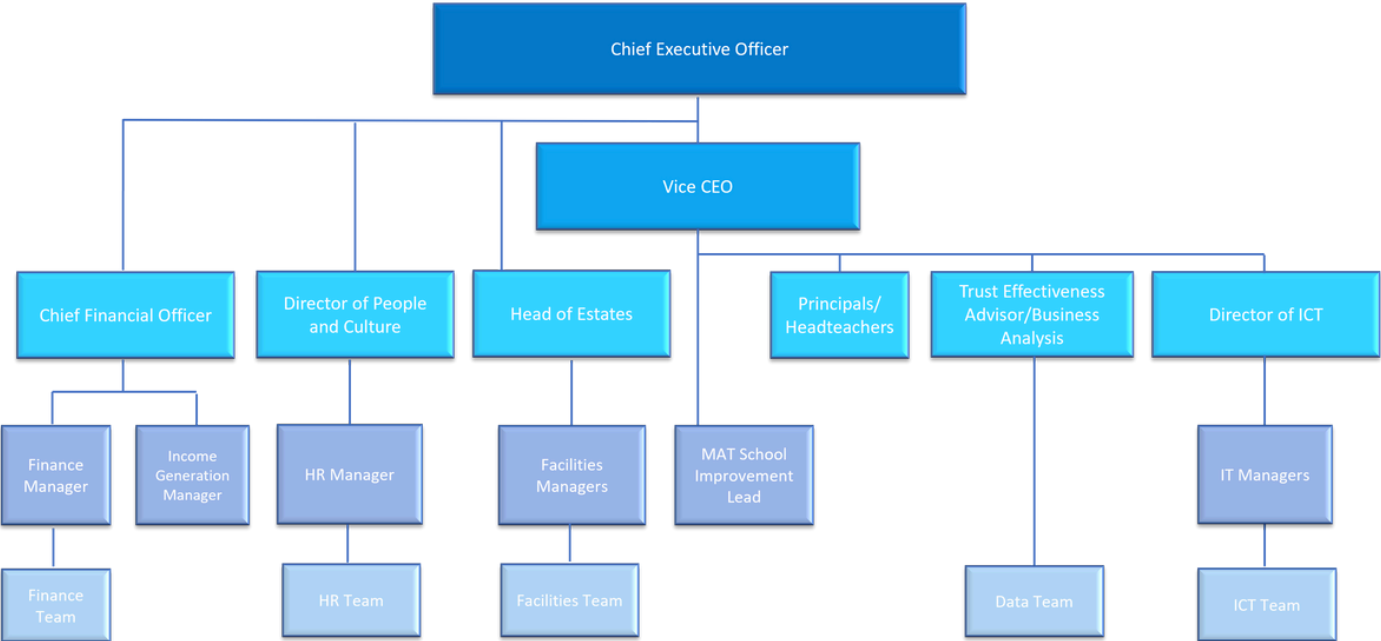 Chief Executive Officer
Vice CEO
Chief Financial Officer
Director of People
and Culture
Head of Estates
Principals/
Headteachers
Trust Effectiveness
Advisor/Business
Analysis
Director of ICT
Finance
Manager
Income
Generation
Manager
HR Manager
Facilities
Managers
MAT School
Improvement
Lead
IT Managers
Finance
Team
HR Team
Facilities Team
Data Team
ICT Team